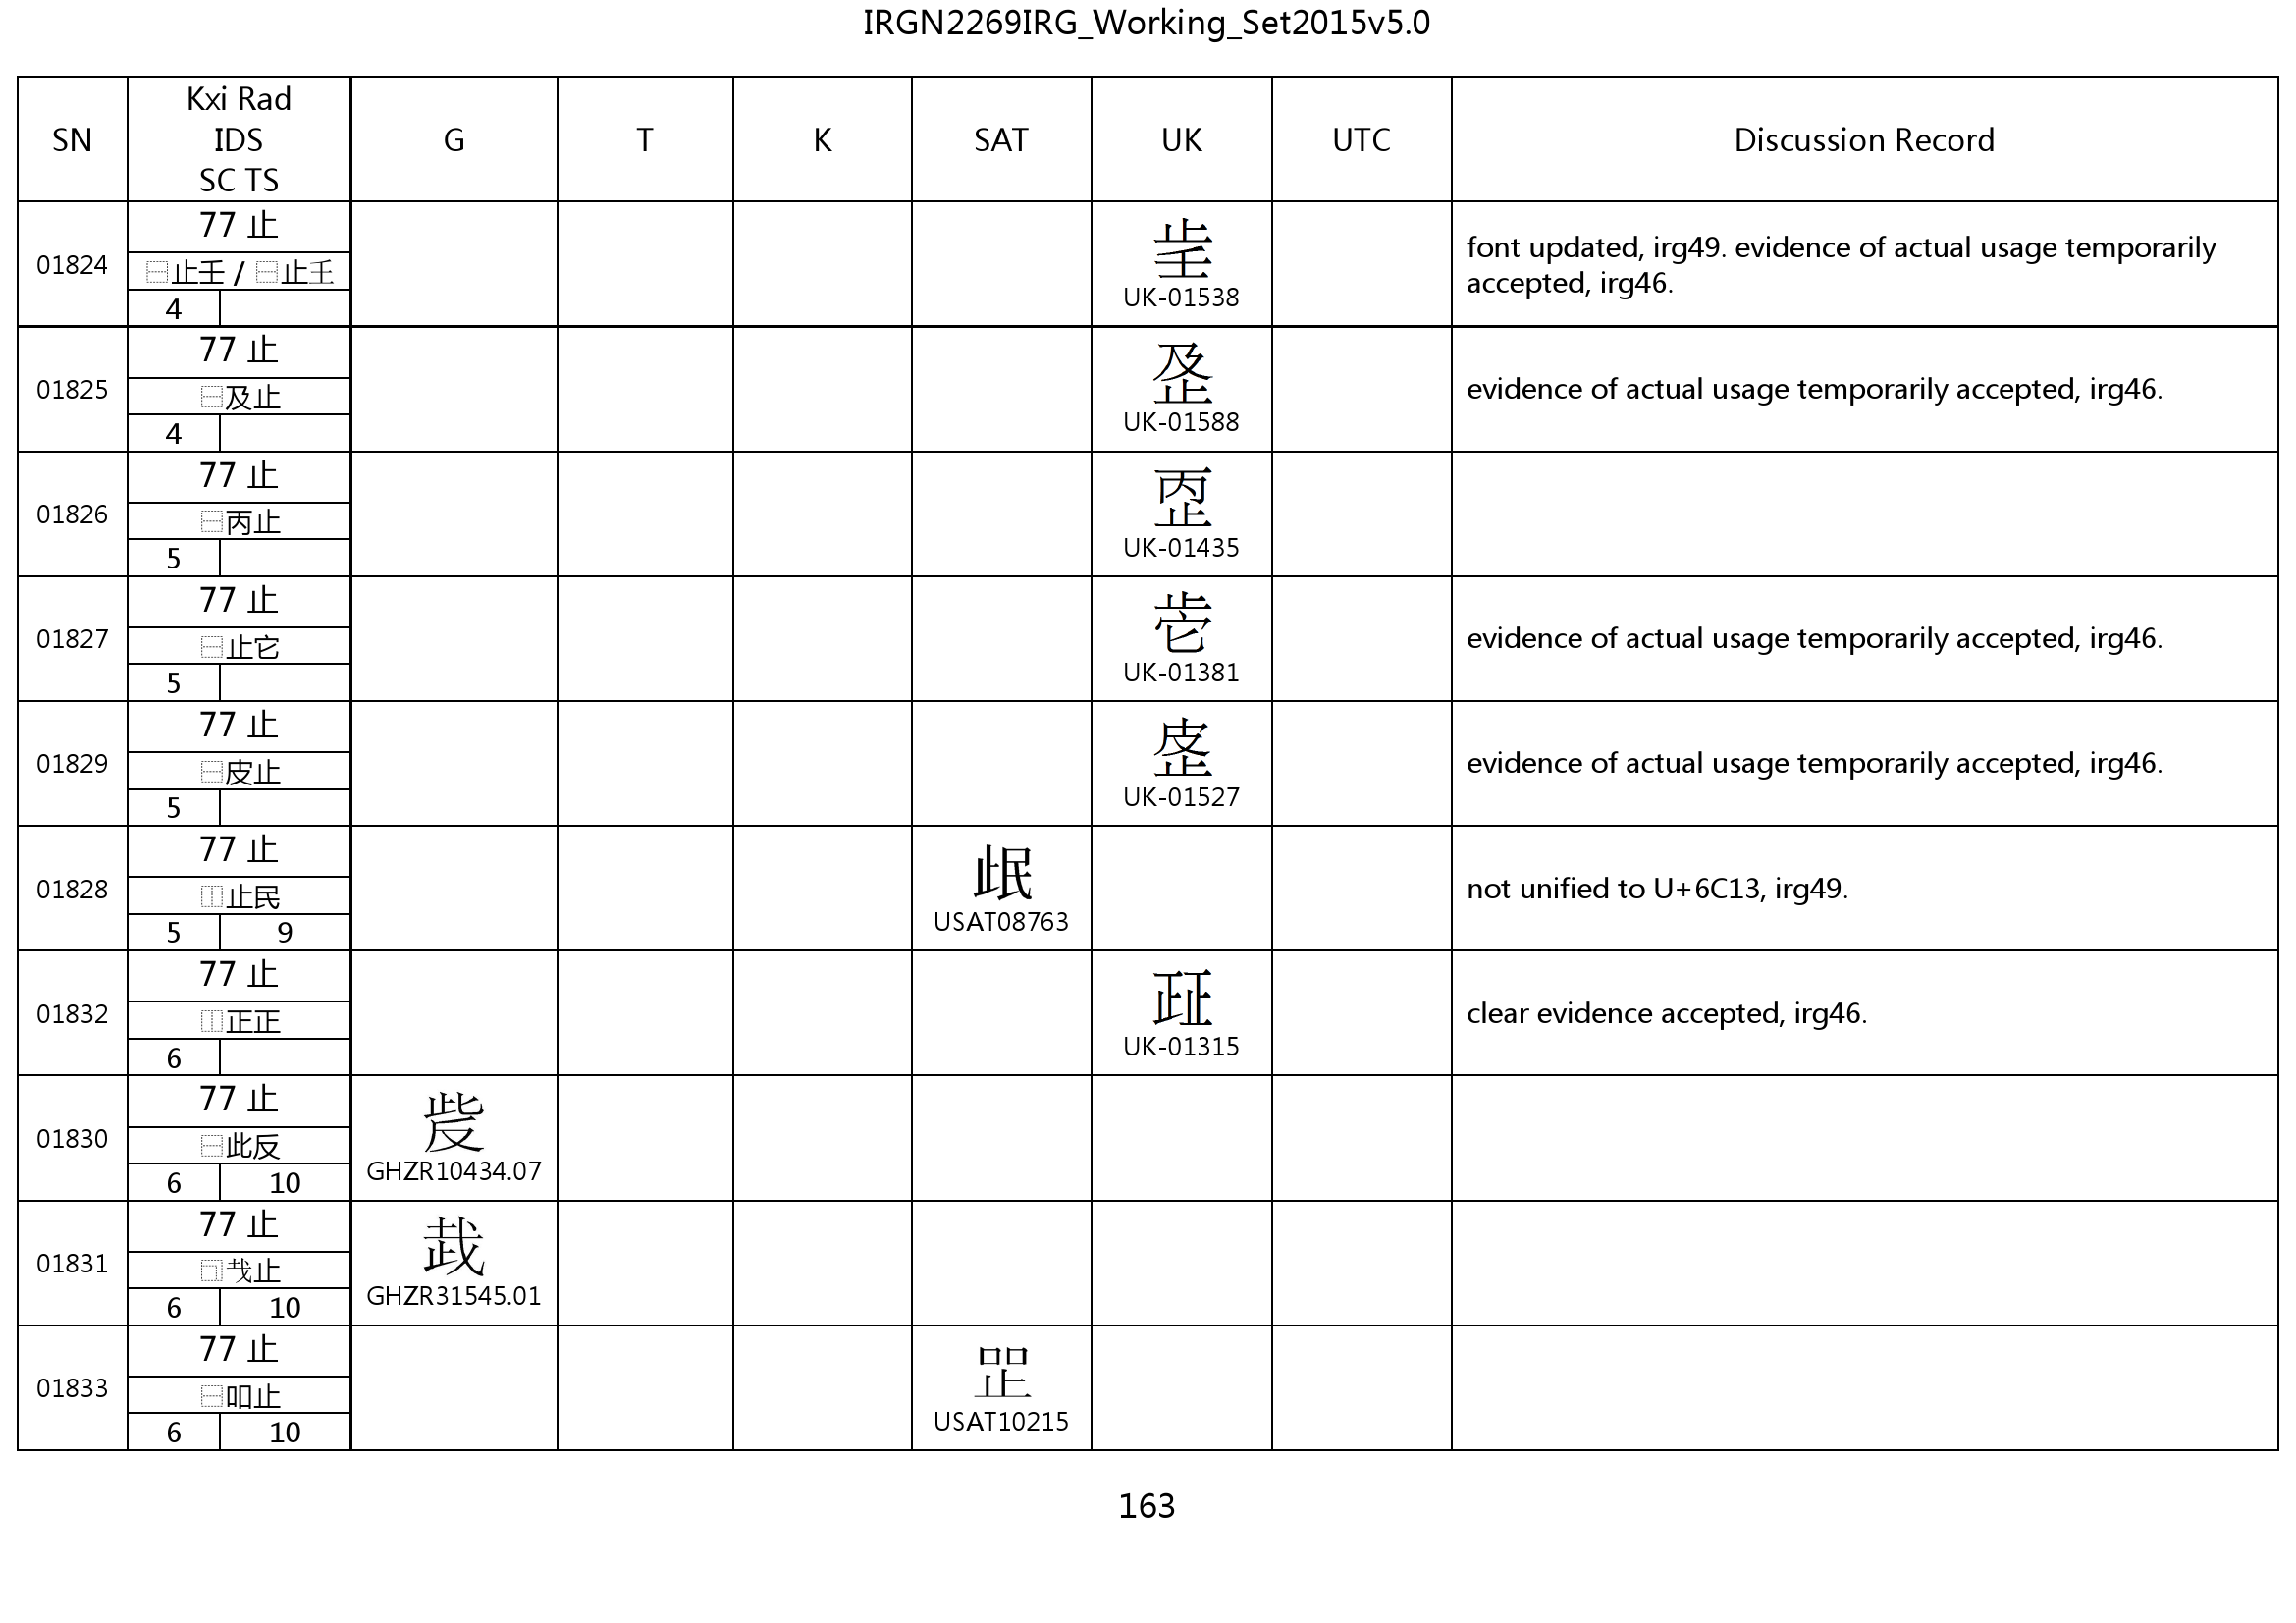 IRGN2269IRG_Working_Set2015v5.0
SN
Kxi Rad
IDS
SC TS
G
T
K
SAT
UK
UTC
Discussion Record
01824
77 止
⿱止壬 / ⿱止𡈼
4
UK-01538
font updated, irg49. evidence of actual usage temporarily
accepted, irg46.
01825
77 止
⿱及止
4
UK-01588
evidence of actual usage temporarily accepted, irg46.
01826
77 止
⿱丙止
5
UK-01435
01827
77 止
⿱止它
5
UK-01381
evidence of actual usage temporarily accepted, irg46.
01829
77 止
⿱皮止
5
UK-01527
evidence of actual usage temporarily accepted, irg46.
01828
77 止
⿰止民
5 9
USAT08763
not unified to U+6C13, irg49.
01832
77 止
⿰正正
6
UK-01315
clear evidence accepted, irg46.
01830
77 止
⿱此反
6 10
GHZR10434.07
01831
77 止
⿹𢦏止
6 10
GHZR31545.01
01833
77 止
⿱吅止
6 10
USAT10215
163